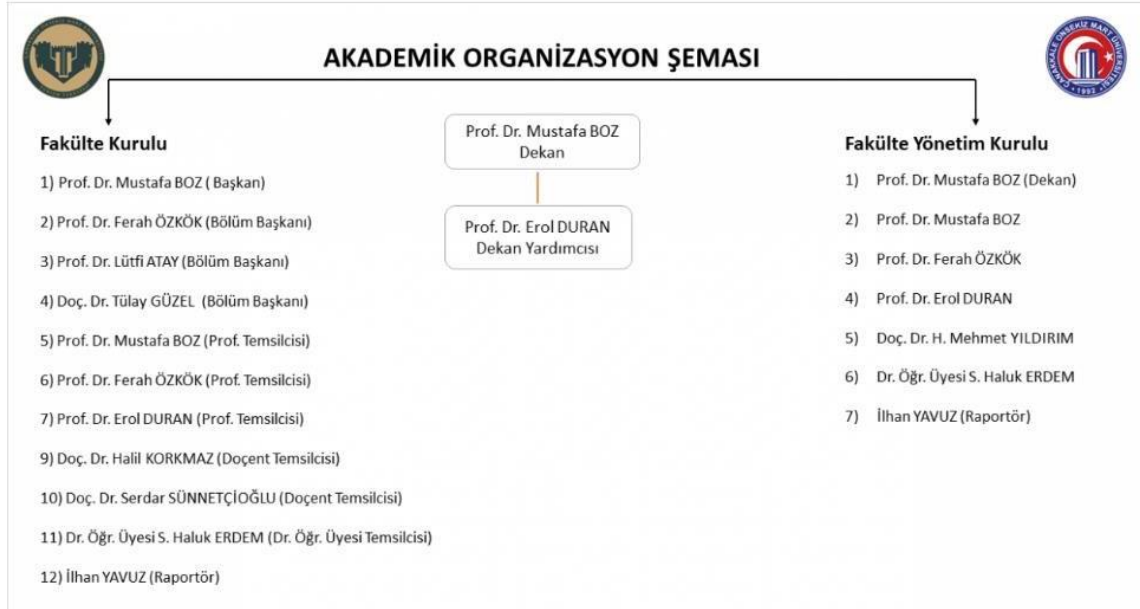 AKADEMİK ORGANİZASYON ŞEMASI
ÇANAKKALE ONSEKİZ MART ÜNİVERSİTESİ
• 1992 •
Prof. Dr. Mustafa BOZ
Dekan
Prof. Dr. Erol DURAN
Dekan Yardımcısı
Fakülte Kurulu
1) Prof. Dr. Mustafa BOZ ( Başkan)
2) Prof. Dr. Ferah ÖZKÖK (Bölüm Başkanı)
3) Prof. Dr. Lütfi ATAY (Bölüm Başkanı)
4) Doç. Dr. Tülay GÜZEL (Bölüm Başkanı)
5) Prof. Dr. Mustafa BOZ (Prof. Temsilcisi)
6) Prof. Dr. Ferah ÖZKÖK (Prof. Temsilcisi)
7) Prof. Dr. Erol DURAN (Prof. Temsilcisi)
9) Doç. Dr. Halil KORKMAZ (Doçent Temsilcisi)
10) Doç. Dr. Serdar SÜNNETÇİOĞLU (Doçent Temsilcisi)
11) Dr. Öğr. Üyesi S. Haluk ERDEM (Dr. Öğr. Üyesi Temsilcisi)
12) İlhan YAVUZ (Raportör)
Fakülte Yönetim Kurulu
1) Prof. Dr. Mustafa BOZ (Dekan)
2) Prof. Dr. Mustafa BOZ
3) Prof. Dr. Ferah ÖZKÖK
4) Prof. Dr. Erol DURAN
5) Doç. Dr. H. Mehmet YILDIRIM
6) Dr. Öğr. Üyesi S. Haluk ERDEM
7) İlhan YAVUZ (Raportör)